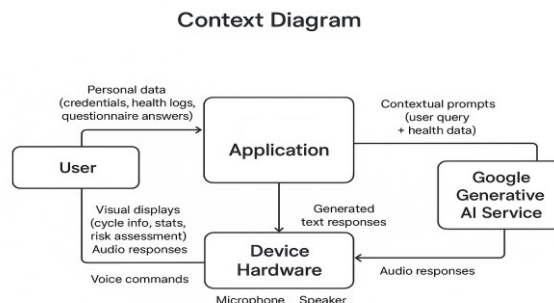 Context Diagram
Personal data
(credentials, health logs,
questionnaire answers)
Application
Contextual prompts
(user query
+ health data)
User
Google
Generative
AI Service
Visual displays
(cycle info, stats,
risk assessment)
Audio responses
Generated
text responses
Device
Hardware
Audio responses
Voice commands
Microphone
Speaker